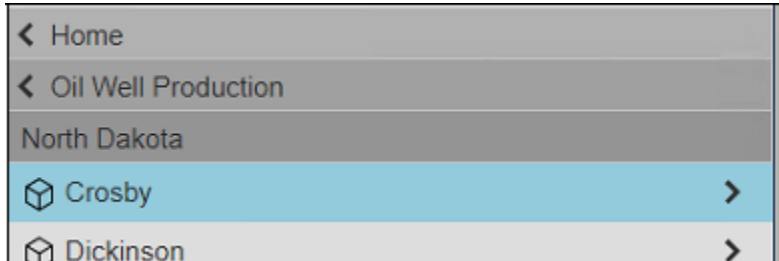 Home
Oil Well Production
North Dakota
Crosby
Dickinson